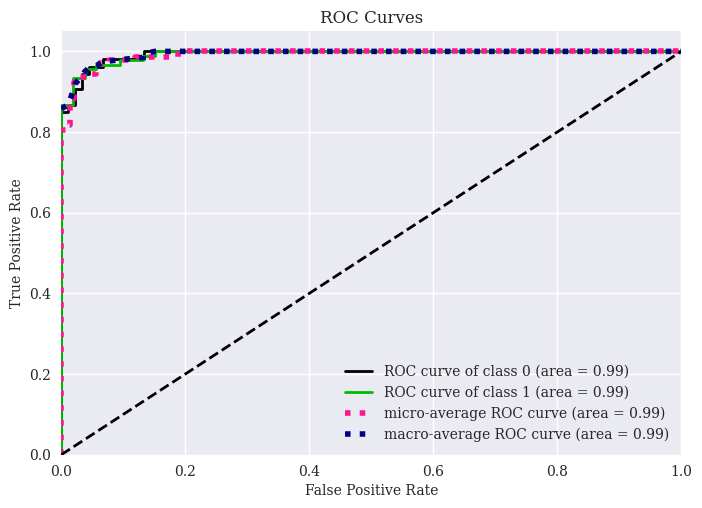 ROC Curves
1.0
0.8
0.6
0.4
0.2
0.0
True Positive Rate
ROC curve of class 0 (area = 0.99)
ROC curve of class 1 (area = 0.99)
micro-average ROC curve (area = 0.99)
macro-average ROC curve (area = 0.99)
0.0 0.2 0.4 0.6 0.8 1.0
False Positive Rate